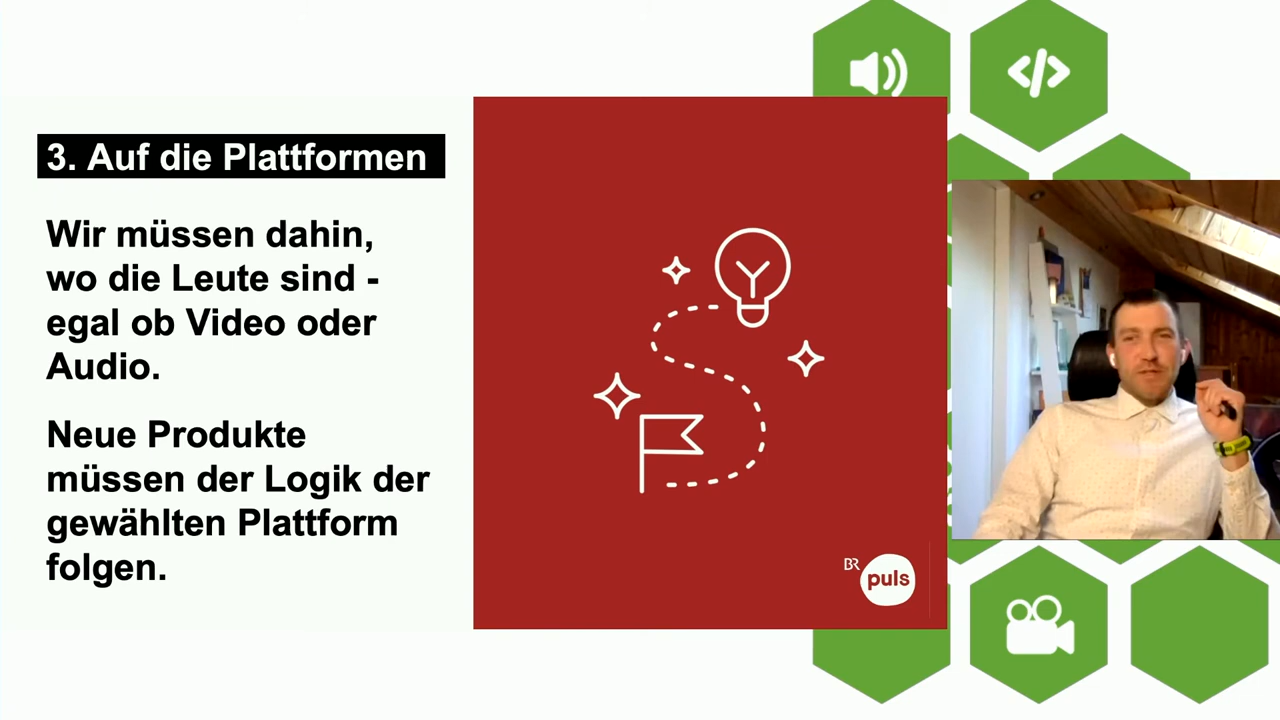 3. Auf die Plattformen
Wir müssen dahin,
wo die Leute sind -
egal ob Video oder
Audio.
Neue Produkte
müssen der Logik der
gewählten Plattform
folgen.
BR
puls